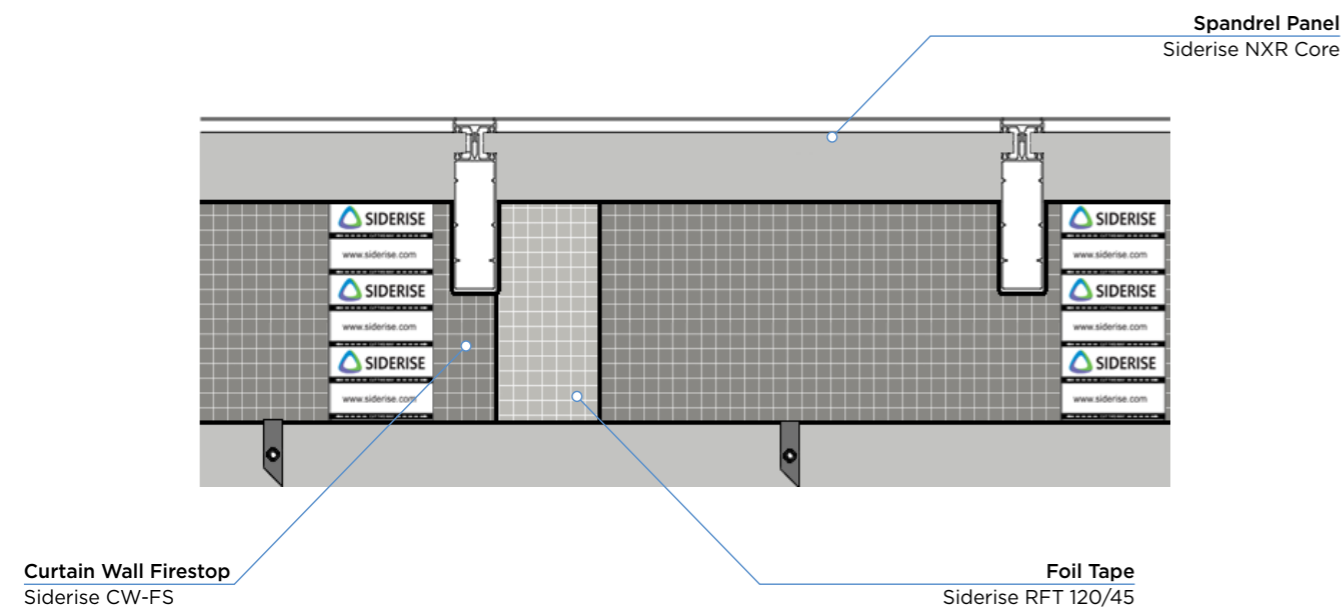 Spandrel Panel
Siderise NXR Core
SIDERISE
www.siderise.com
SIDERISE
www.siderise.com
SIDERISE
www.siderise.com
SIDERISE
www.siderise.com
SIDERISE
www.siderise.com
SIDERISE
www.siderise.com
Curtain Wall Firestop
Siderise CW-FS
Foil Tape
Siderise RFT 120/45